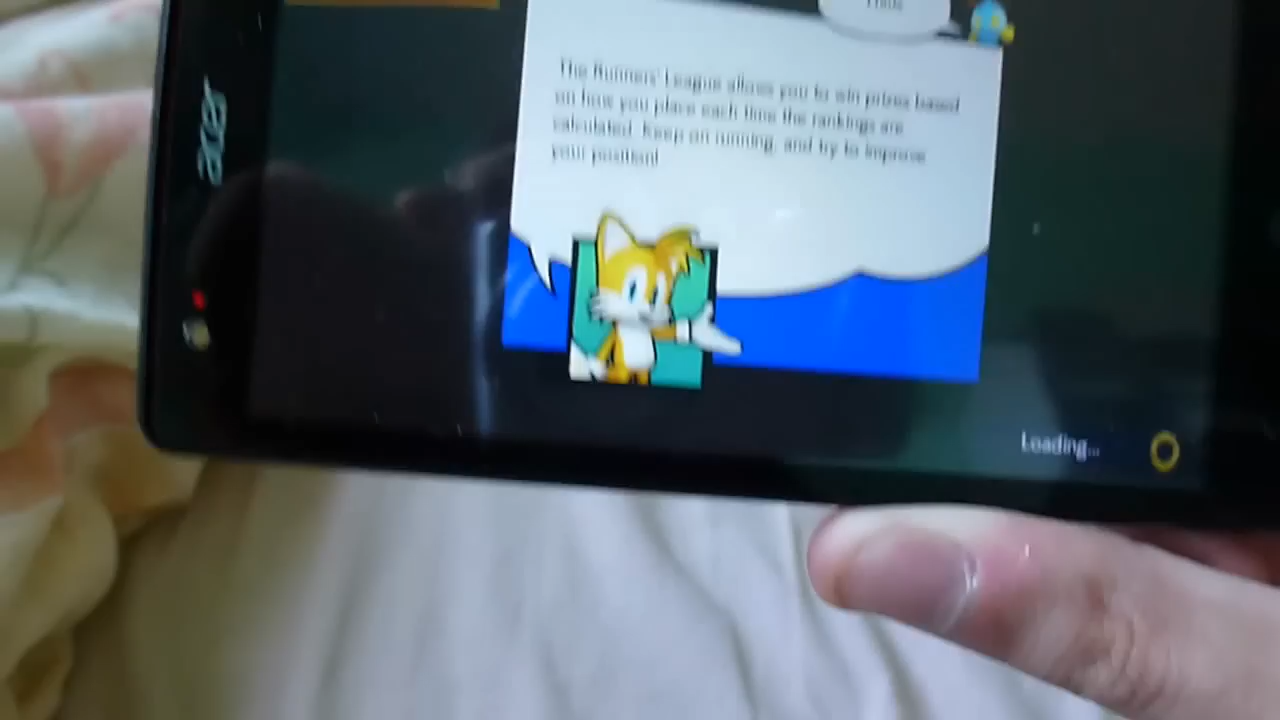 acer
The Runners' League allows you to win prizes based
on how you place each time the rankings are
calculated. Keep on running, and try to improve
your position!
Loading...